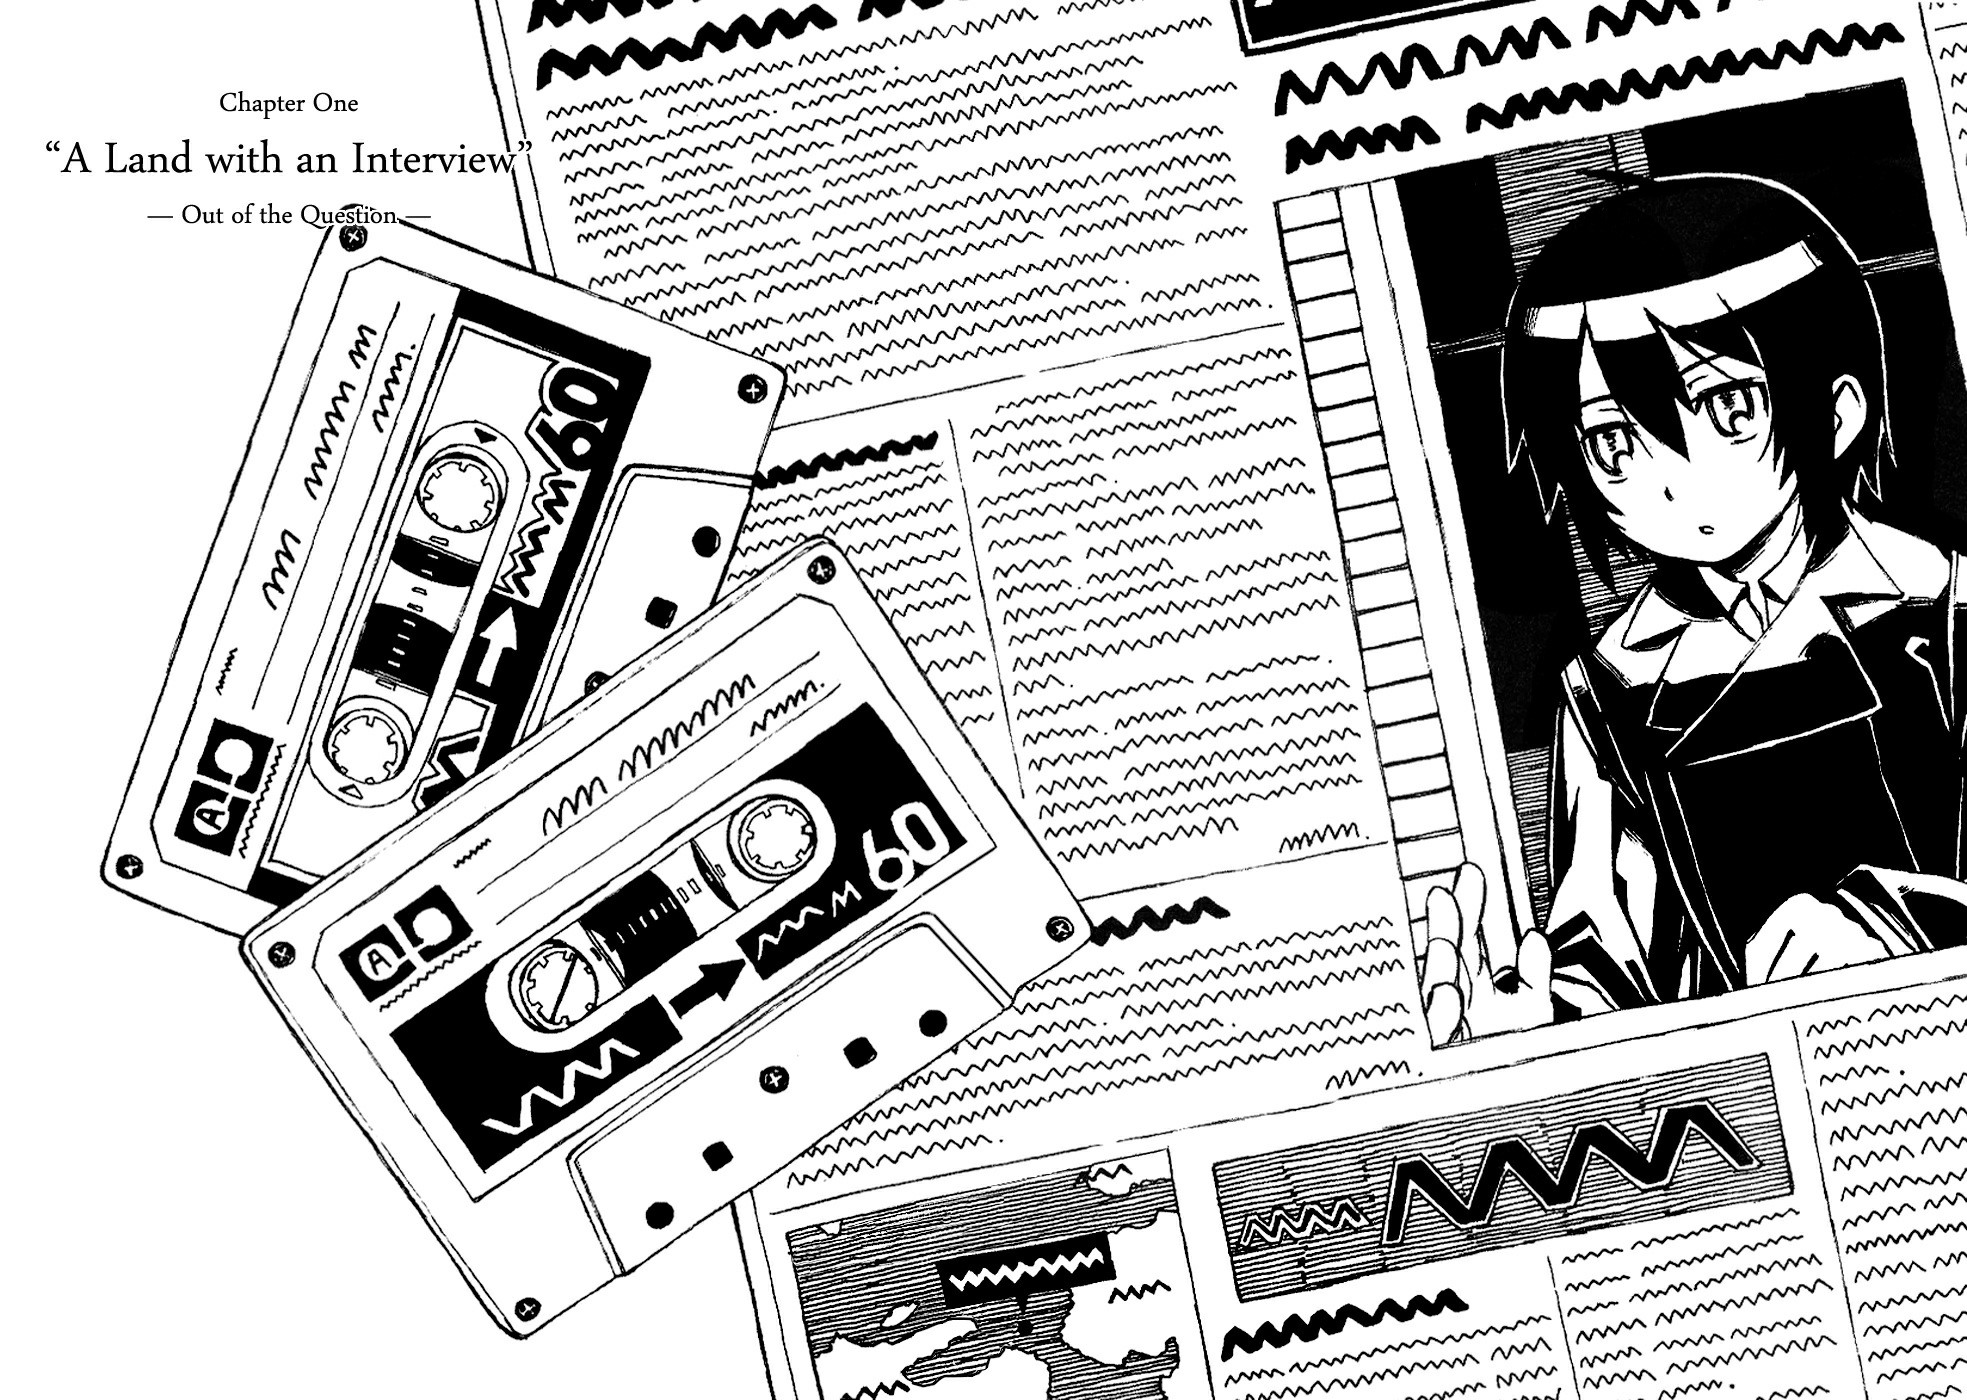 Chapter One
“A Land with an Interview”
— Out of the Question —
60
A
60
A